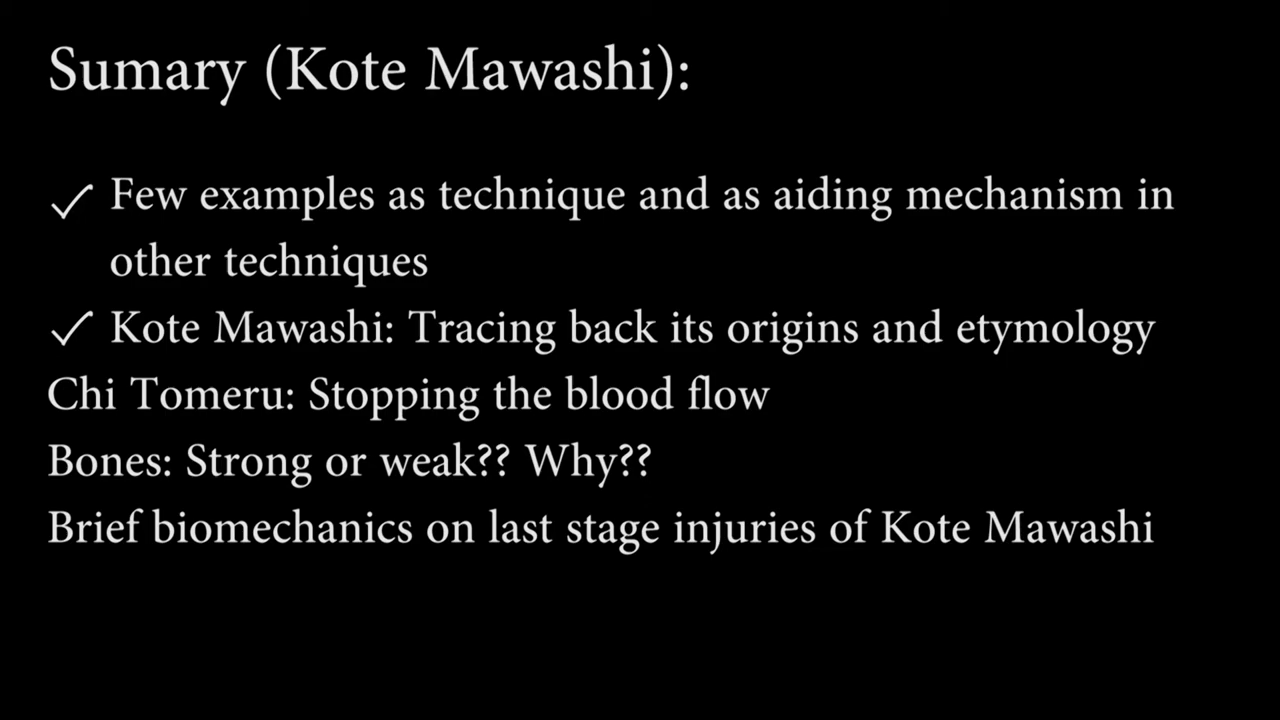 Sumary (Kote Mawashi):
✓ Few examples as technique and as aiding mechanism in
other techniques
✓ Kote Mawashi: Tracing back its origins and etymology
Chi Tomeru: Stopping the blood flow
Bones: Strong or weak?? Why??
Brief biomechanics on last stage injuries of Kote Mawashi